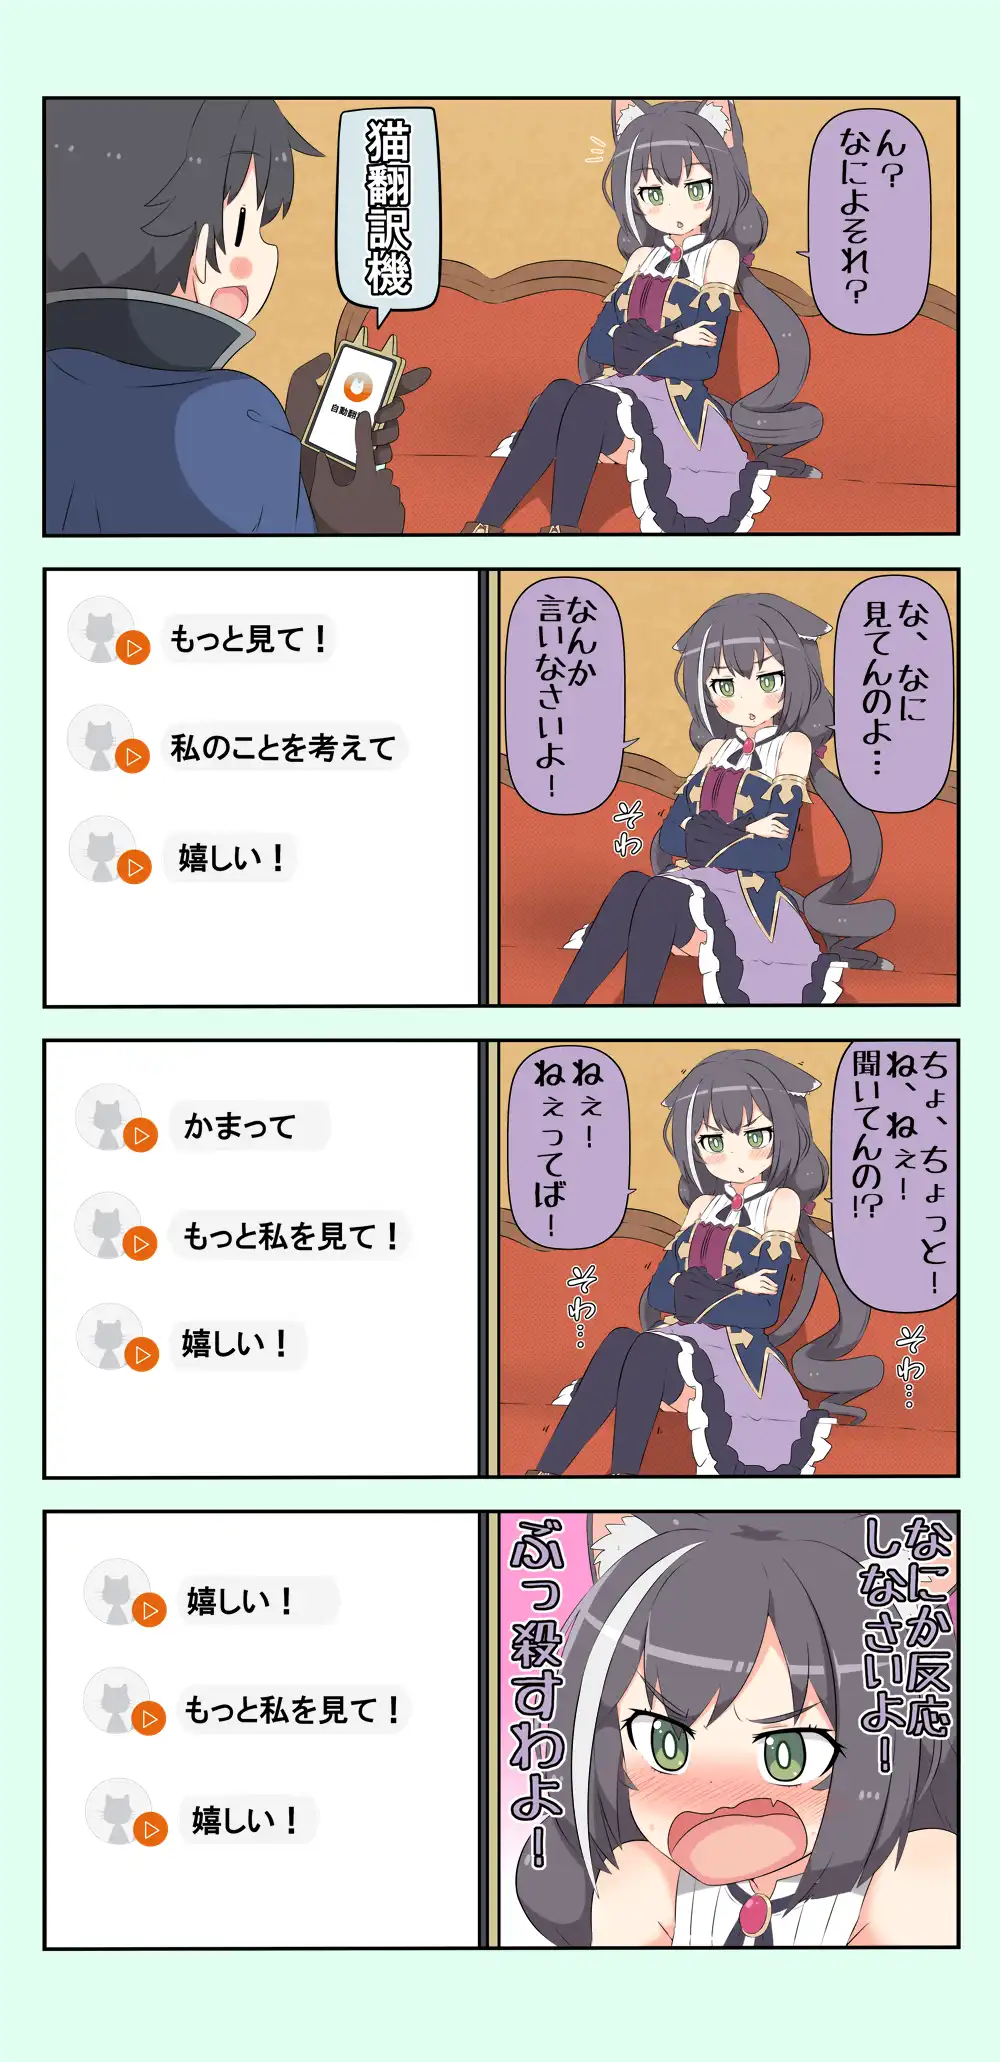 ん？
なによそれ？
猫翻訳機
自動翻
な、なに
見てんのよ…
なんか
言いなさいよ！
そわ
もっと見て！
私のことを考えて
嬉しい！
ちょ、ちょっと！
ね、ねぇ！
聞いてんの!?
ねぇ！
ねぇってば！
そわ…
そわ…
かまって
もっと私を見て！
嬉しい！
なにか反応
しなさいよ！
ぶっ殺すわよ！
嬉しい！
もっと私を見て！
嬉しい！